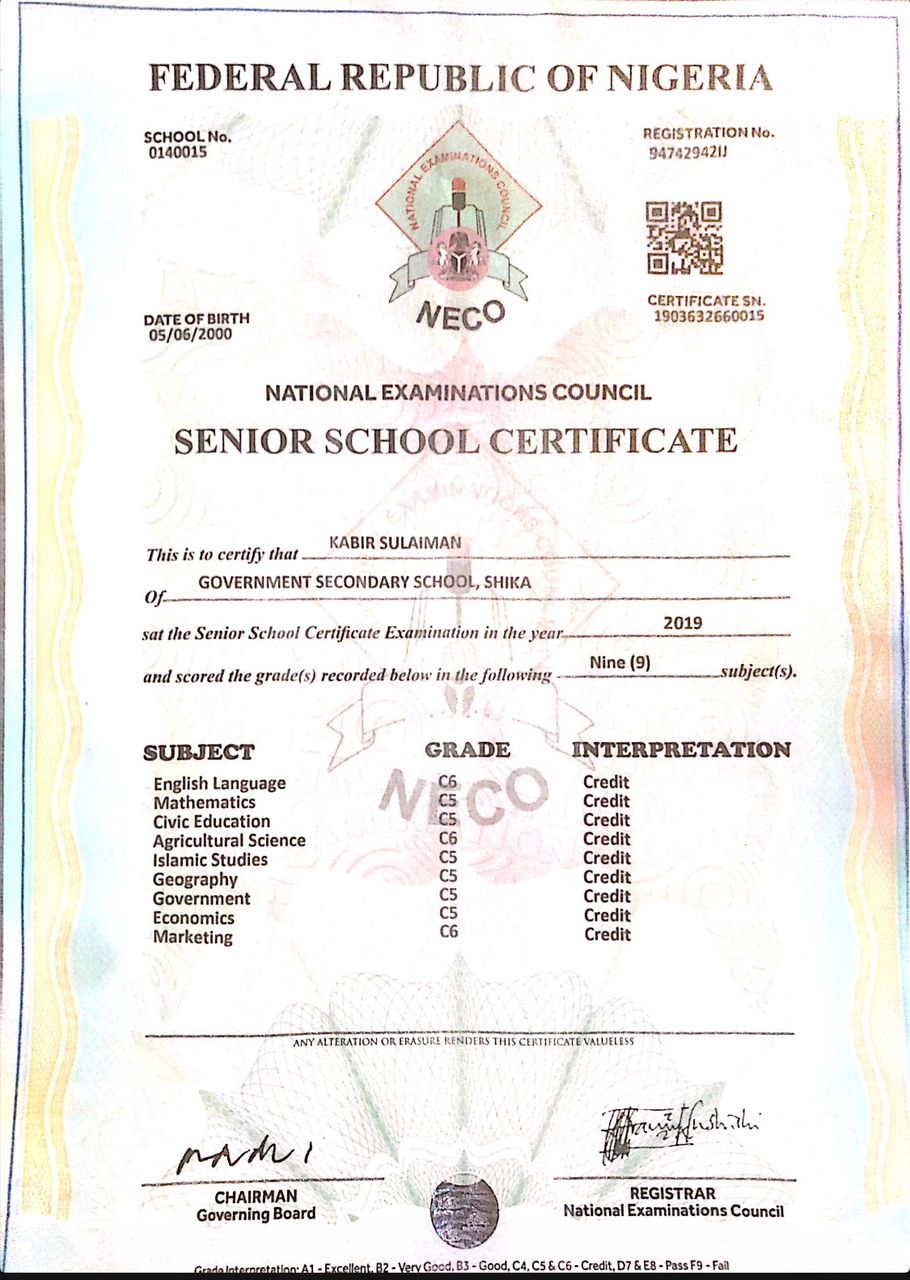 FEDERAL REPUBLIC OF NIGERIA
SCHOOL No.
0140015
REGISTRATION No.
94742942IJ
NATIONAL EXAMINATIONS COUNCIL
NECO
CERTIFICATE SN.
1903632660015
DATE OF BIRTH
05/06/2000
NATIONAL EXAMINATIONS COUNCIL
SENIOR SCHOOL CERTIFICATE
This is to certify that KABIR SULAIMAN
Of GOVERNMENT SECONDARY SCHOOL, SHIKA
sat the Senior School Certificate Examination in the year 2019
and scored the grade(s) recorded below in the following Nine (9) subject(s).
NECO
SUBJECT GRADE INTERPRETATION
English Language C6 Credit
Mathematics C5 Credit
Civic Education C5 Credit
Agricultural Science C6 Credit
Islamic Studies C5 Credit
Geography C5 Credit
Government C5 Credit
Economics C5 Credit
Marketing C6 Credit
ANY ALTERATION OR ERASURE RENDERS THIS CERTIFICATE VALUELESS
CHAIRMAN
Governing Board
REGISTRAR
National Examinations Council
Grade Interpretation: A1 - Excellent, B2 - Very Good, B3 - Good, C4, C5 & C6 - Credit, D7 & E8 - Pass F9 - Fail